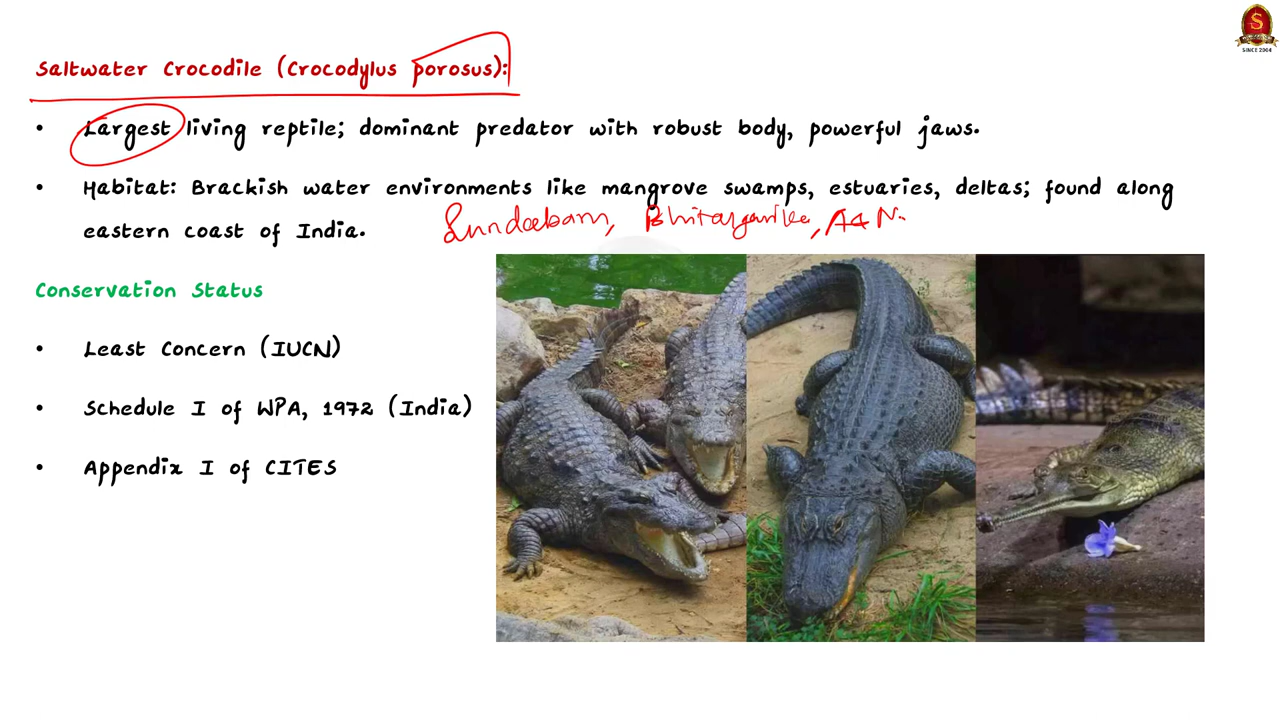 S
SINCE 2004
Saltwater Crocodile (Crocodylus porosus):
• Largest living reptile; dominant predator with robust body, powerful jaws.
• Habitat: Brackish water environments like mangrove swamps, estuaries, deltas; found along
eastern coast of India.
A & N.
Conservation Status
• Least Concern (IUCN)
• Schedule I of WPA, 1972 (India)
• Appendix I of CITES